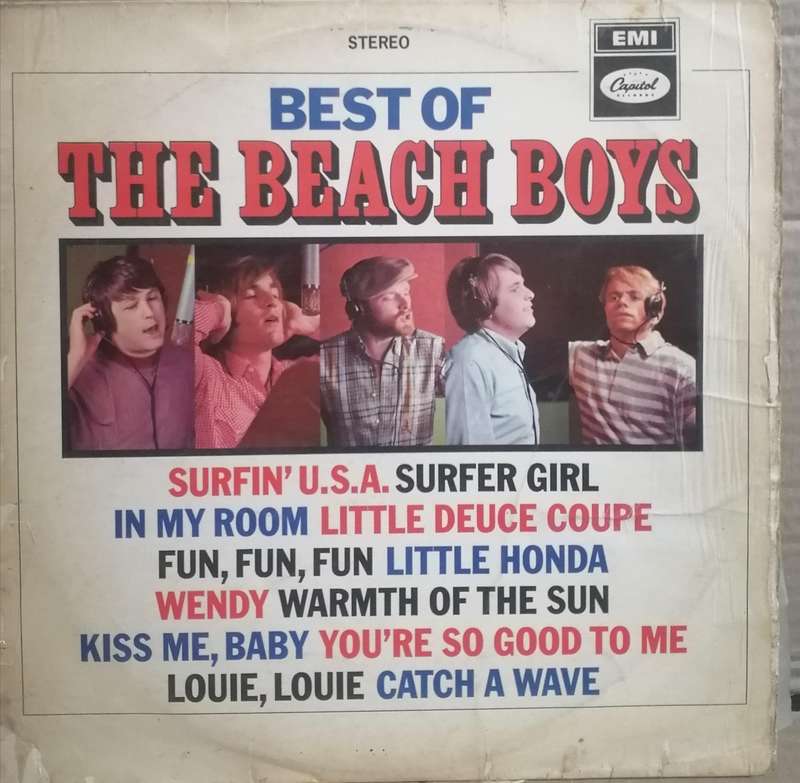 STEREO
EMI
Capitol
RECORDS
BEST OF
THE BEACH BOYS
SURFIN' U.S.A. SURFER GIRL
IN MY ROOM LITTLE DEUCE COUPE
FUN, FUN, FUN LITTLE HONDA
WENDY WARMTH OF THE SUN
KISS ME, BABY YOU'RE SO GOOD TO ME
LOUIE, LOUIE CATCH A WAVE